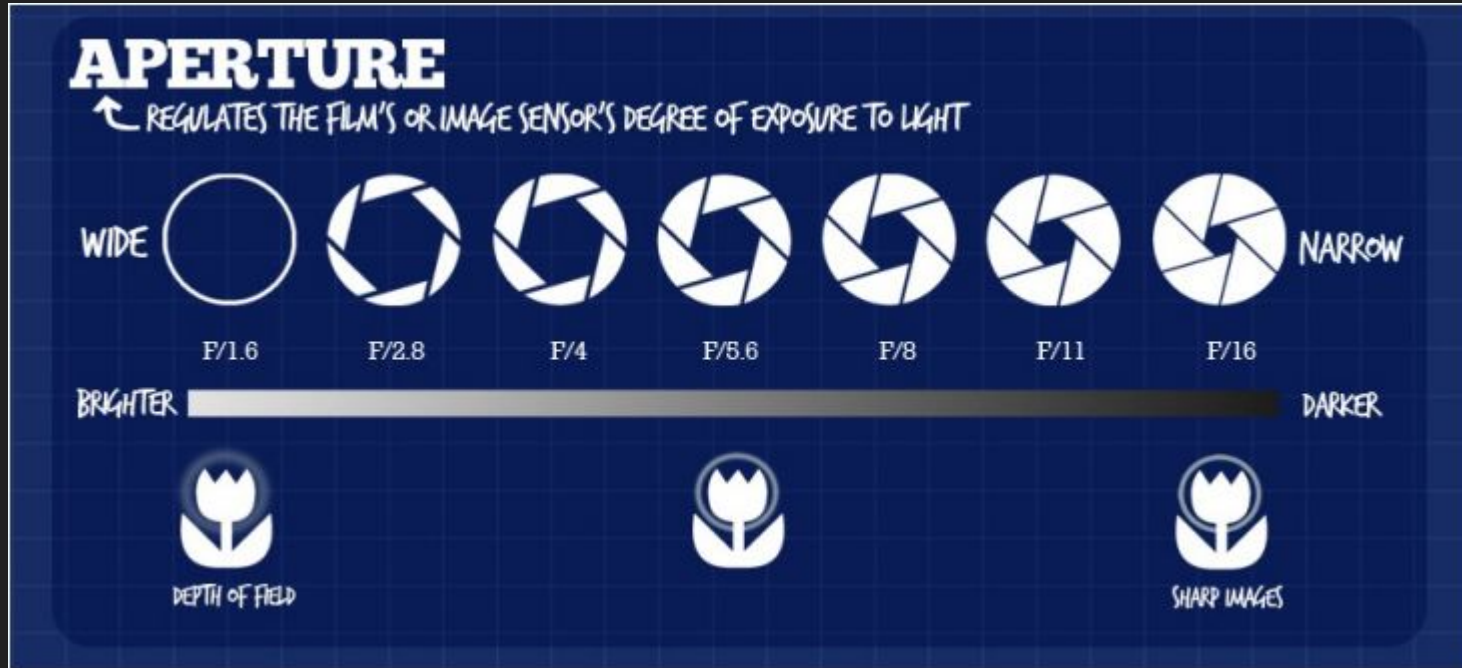 APERTURE
REGULATES THE FILM'S OR IMAGE SENSOR'S DEGREE OF EXPOSURE TO LIGHT
WIDE
NARROW
F/1.6 F/2.8 F/4 F/5.6 F/8 F/11 F/16
BRIGHTER
DARKER
DEPTH OF FIELD
SHARP IMAGES